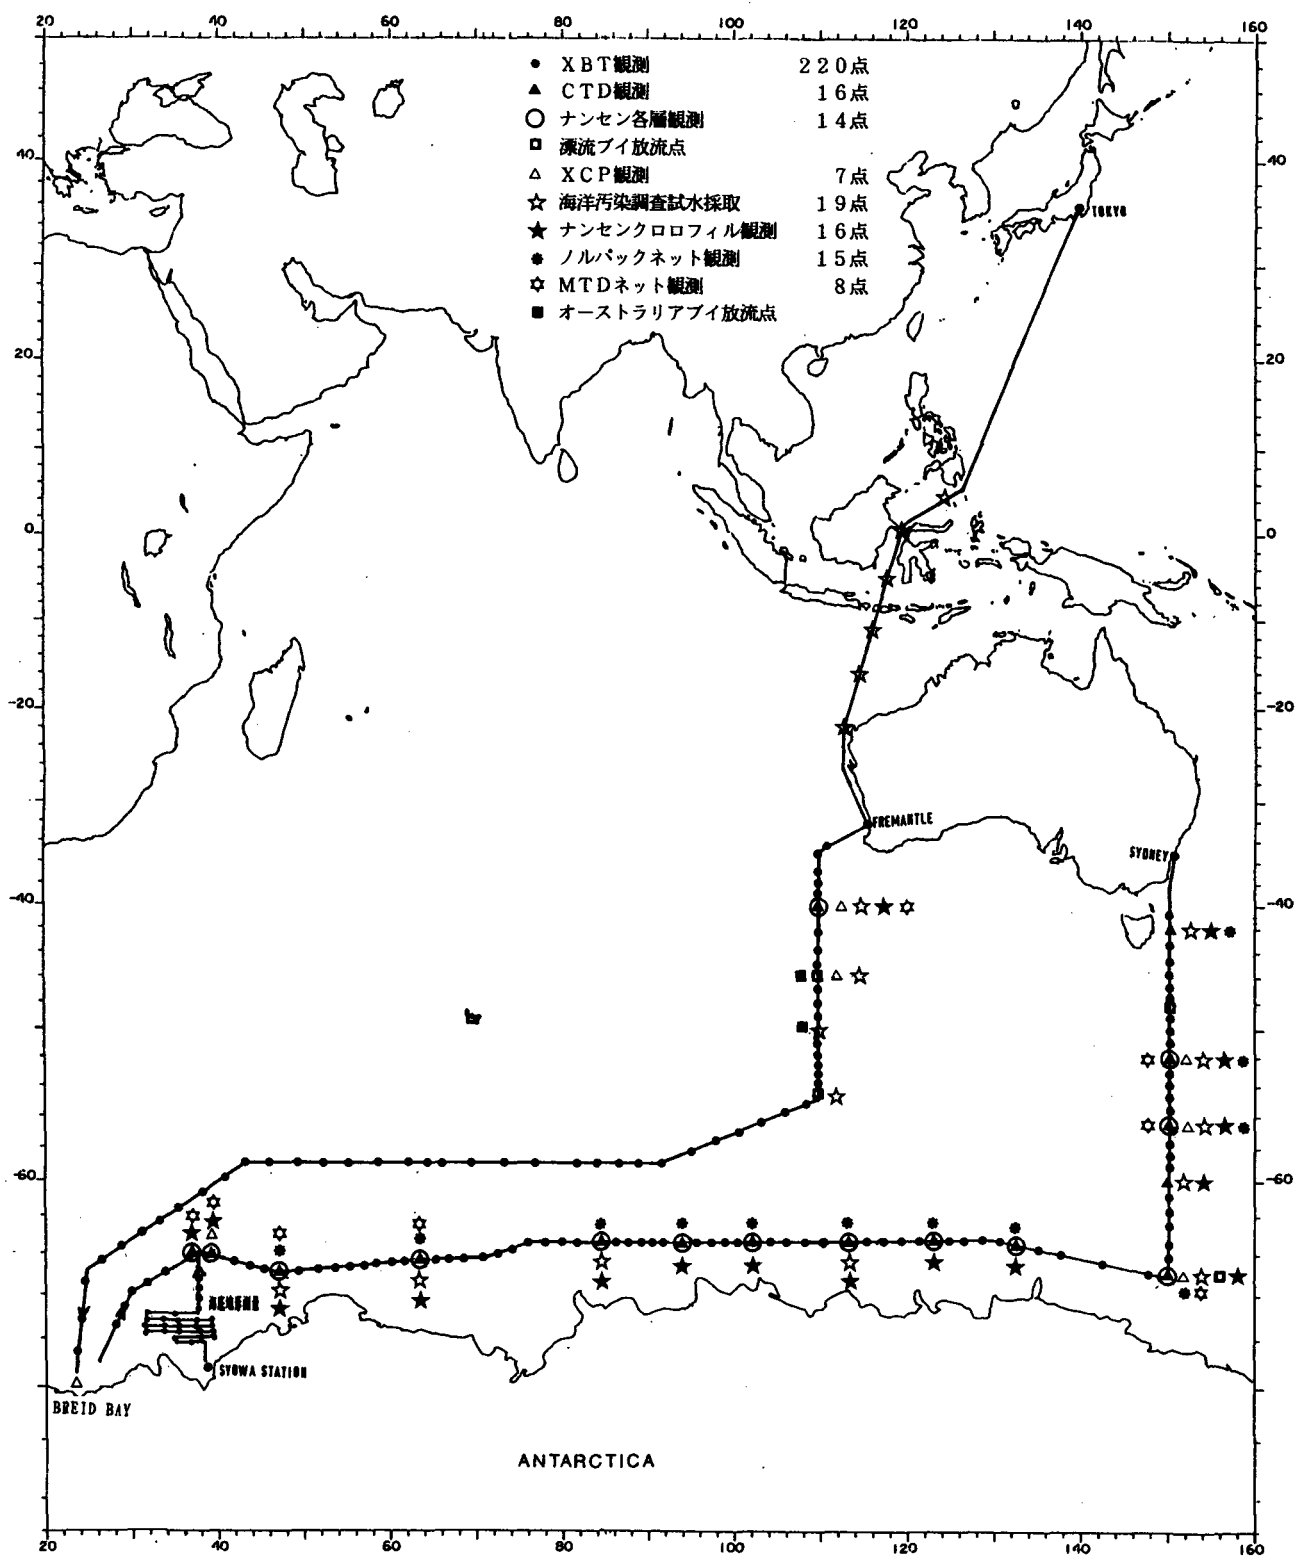 20 40 60 80 100 120 140 160
● XBT観測 220点
▲ CTD観測 16点
○ ナンセン各層観測 14点
□ 漂流ブイ放流点
△ XCP観測 7点
☆ 海洋汚染調査試水採取 19点
★ ナンセンクロロフィル観測 16点
＊ ノルパックネット観測 15点
✡ MTDネット観測 8点
■ オーストラリアブイ放流点
40 40
TOKYO
20 20
0 0
-20 -20
FREMANTLE
SYDNEY
-40 -40
-60 -60
SYOWA STATION
BREID BAY
ANTARCTICA
20 40 60 80 100 120 140 160